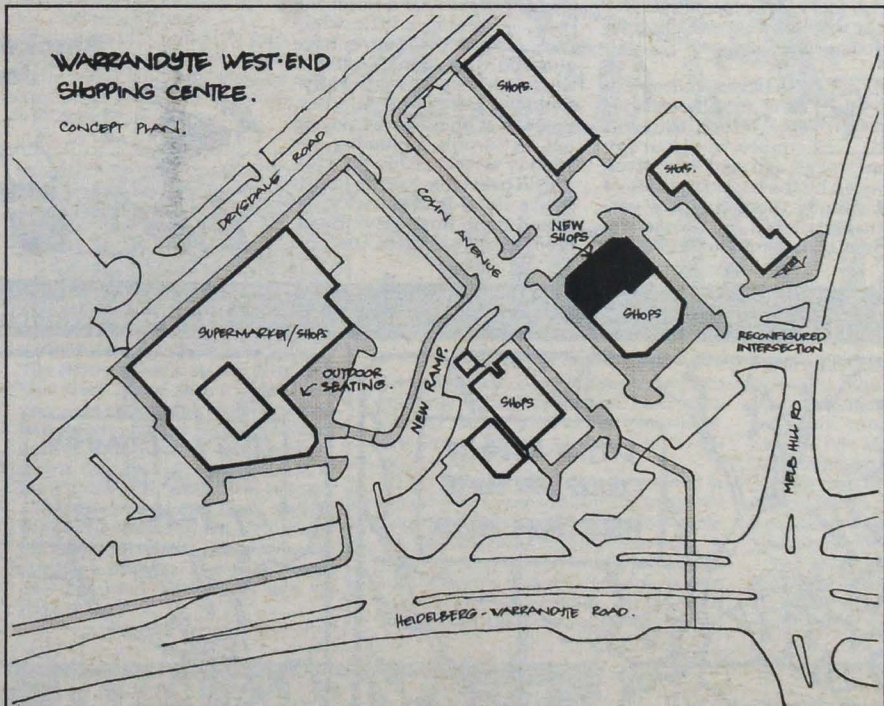 WARRANDYTE WEST-END
SHOPPING CENTRE.
CONCEPT PLAN.
SHOPS.
DRYSDALE ROAD
COLIN AVENUE
SHOPS.
NEW
SHOPS
SHOPS
SUPERMARKET/SHOPS
RECONFIGURED
INTERSECTION
OUTDOOR
SEATING.
NEW RAMP.
SHOPS
MELB HILL RD
HEIDELBERG-WARRANDYTE ROAD.